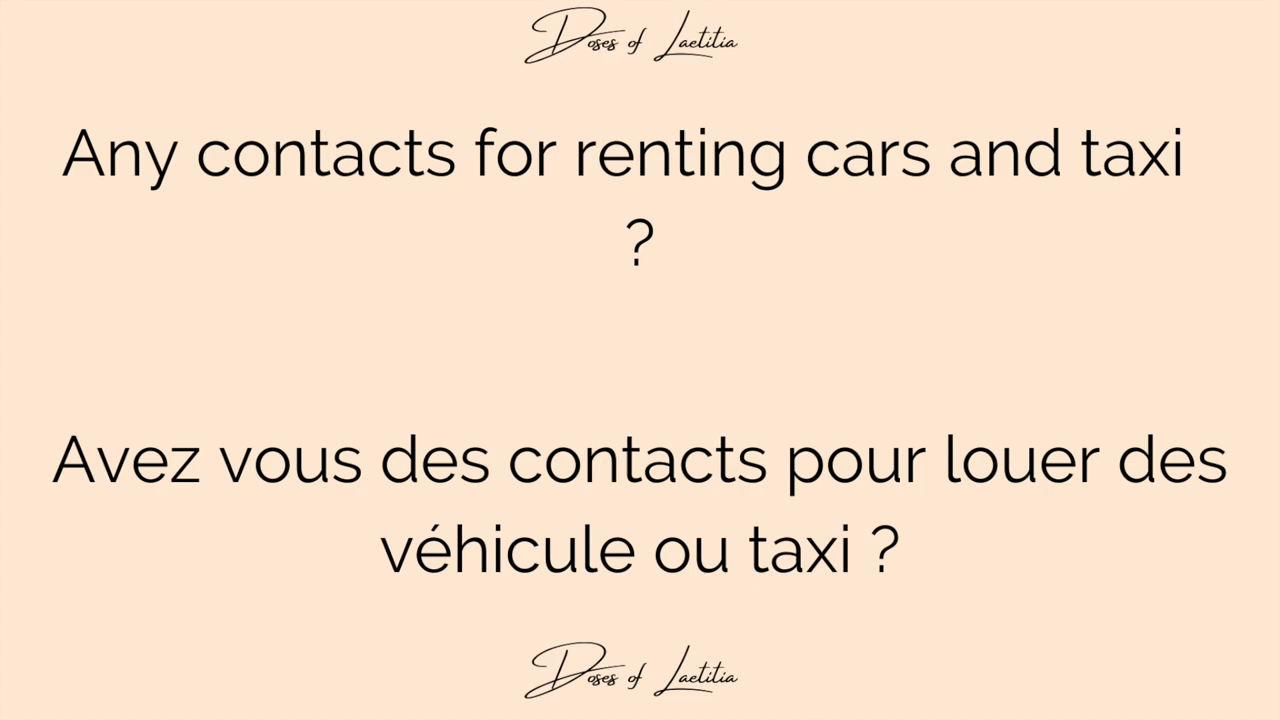 Doses of Laetitia
Any contacts for renting cars and taxi
?
Avez vous des contacts pour louer des
véhicule ou taxi ?
Doses of Laetitia